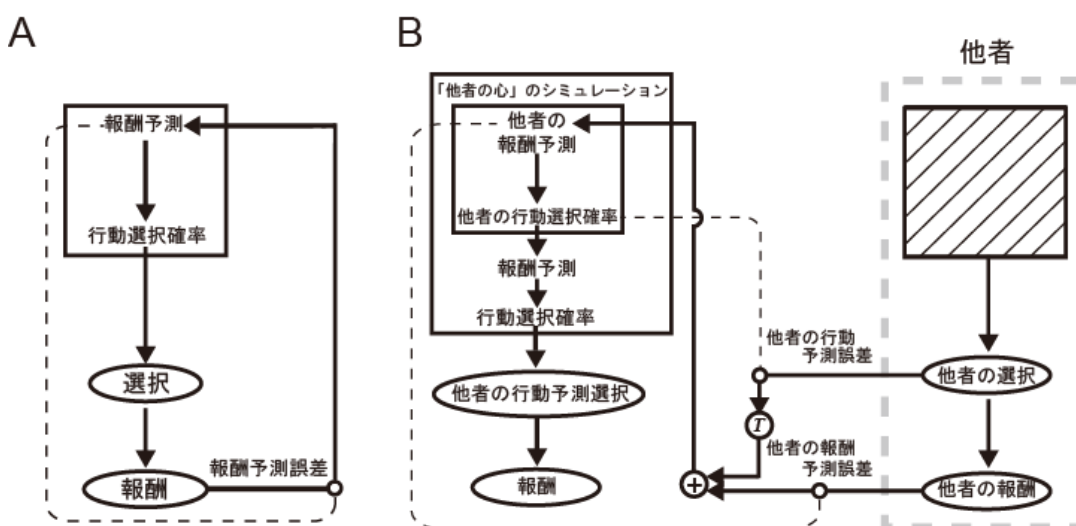 A
報酬予測
行動選択確率
選択
報酬
報酬予測誤差
B
「他者の心」のシミュレーション
他者の
報酬予測
他者の行動選択確率
報酬予測
行動選択確率
他者の行動予測選択
報酬
他者の行動
予測誤差
T
他者の報酬
予測誤差
+
他者
他者の選択
他者の報酬